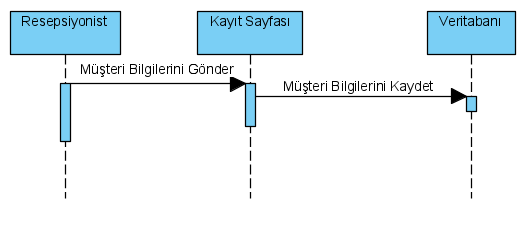 Resepsiyonist
Kayıt Sayfası
Veritabanı
Müşteri Bilgilerini Gönder
Müşteri Bilgilerini Kaydet